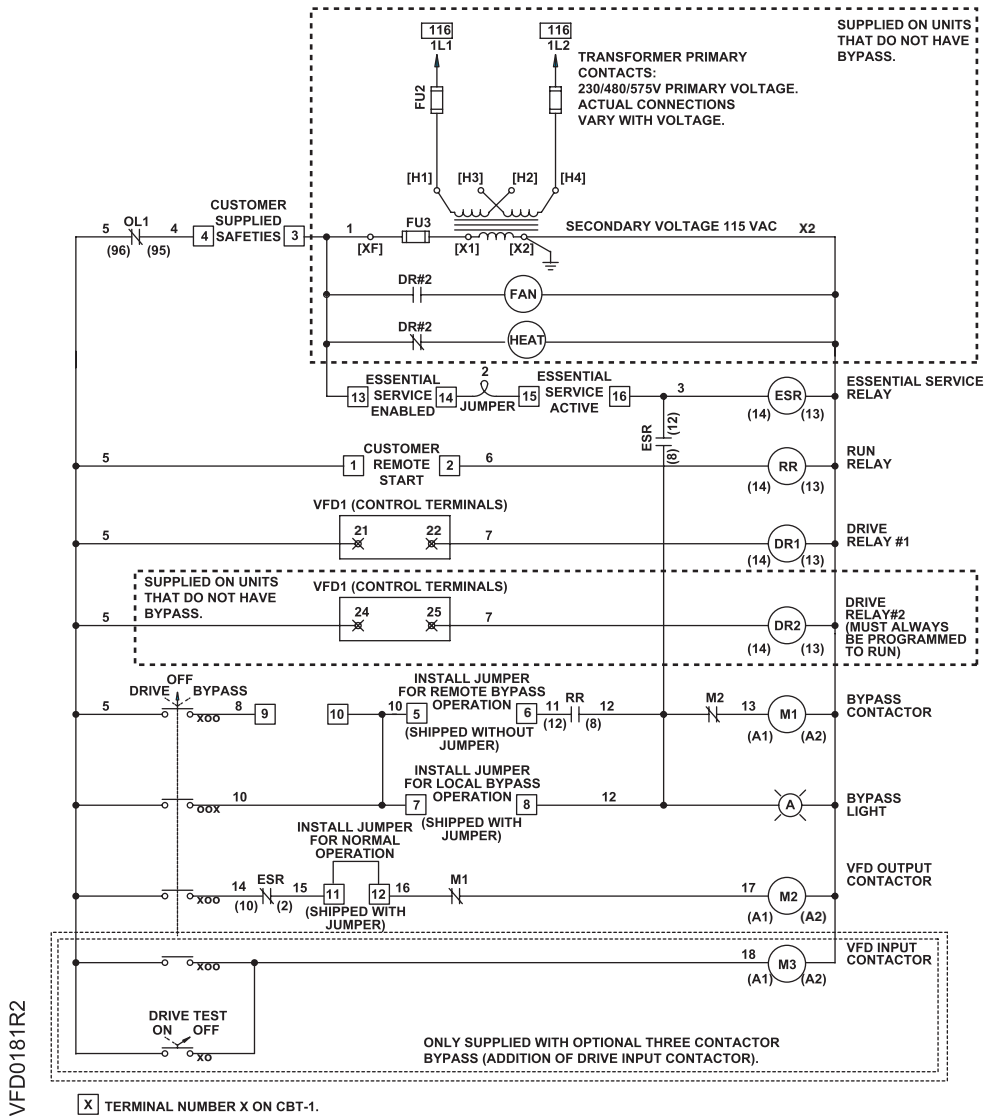 116
1L1
116
1L2
SUPPLIED ON UNITS
THAT DO NOT HAVE
BYPASS.
TRANSFORMER PRIMARY
CONTACTS:
230/480/575V PRIMARY VOLTAGE.
ACTUAL CONNECTIONS
VARY WITH VOLTAGE.
FU2
[H1]
[H3]
[H2]
[H4]
5
OL1
4
(96)
(95)
4
CUSTOMER
SUPPLIED
SAFETIES
3
1
[XF]
FU3
[X1]
[X2]
SECONDARY VOLTAGE 115 VAC
X2
DR#2
FAN
DR#2
HEAT
13
ESSENTIAL
SERVICE
ENABLED
14
2
JUMPER
15
ESSENTIAL
SERVICE
ACTIVE
16
3
ESR
(14)
(13)
ESSENTIAL SERVICE
RELAY
ESR
(12)
(8)
5
1
CUSTOMER
REMOTE
START
2
6
RR
(14)
(13)
RUN
RELAY
VFD1 (CONTROL TERMINALS)
5
21
22
7
DR1
(14)
(13)
DRIVE
RELAY #1
SUPPLIED ON UNITS
THAT DO NOT HAVE
BYPASS.
VFD1 (CONTROL TERMINALS)
5
24
25
7
DR2
(14)
(13)
DRIVE
RELAY#2
(MUST ALWAYS
BE PROGRAMMED
TO RUN)
OFF
DRIVE
BYPASS
5
XOO
8
9
10
10
5
INSTALL JUMPER
FOR REMOTE BYPASS
OPERATION
6
(SHIPPED WITHOUT
JUMPER)
11
RR
12
(12)
(8)
M2
13
M1
(A1)
(A2)
BYPASS
CONTACTOR
OOX
10
7
INSTALL JUMPER
FOR LOCAL BYPASS
OPERATION
8
(SHIPPED WITH
JUMPER)
12
A
BYPASS
LIGHT
INSTALL JUMPER
FOR NORMAL
OPERATION
XOO
14
ESR
15
(10)
(2)
11
12
(SHIPPED WITH
JUMPER)
16
M1
17
M2
(A1)
(A2)
VFD OUTPUT
CONTACTOR
XOO
18
M3
(A1)
(A2)
VFD INPUT
CONTACTOR
DRIVE TEST
ON
OFF
XO
ONLY SUPPLIED WITH OPTIONAL THREE CONTACTOR
BYPASS (ADDITION OF DRIVE INPUT CONTACTOR).
VFD0181R2
X TERMINAL NUMBER X ON CBT-1.